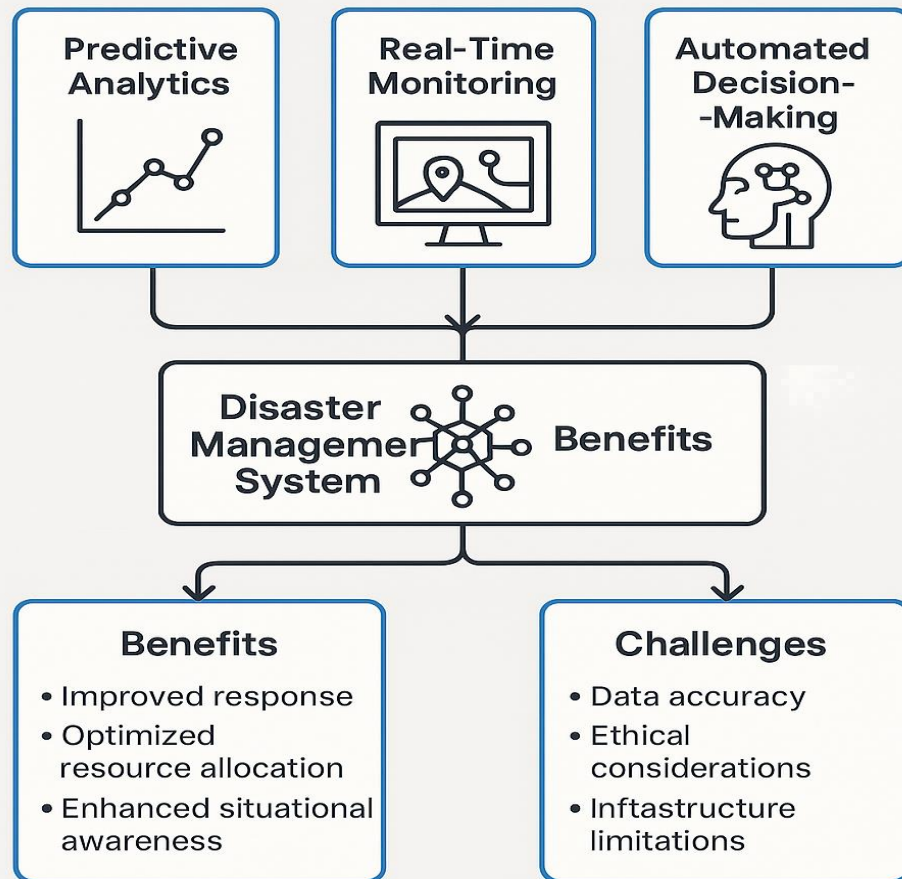 Predictive
Analytics
Real-Time
Monitoring
Automated
Decision-
-Making
Disaster
Managemer
System
Benefits
Benefits
• Improved response
• Optimized
resource allocation
• Enhanced situational
awareness
Challenges
• Data accuracy
• Ethical
considerations
• Inftastructure
limitations